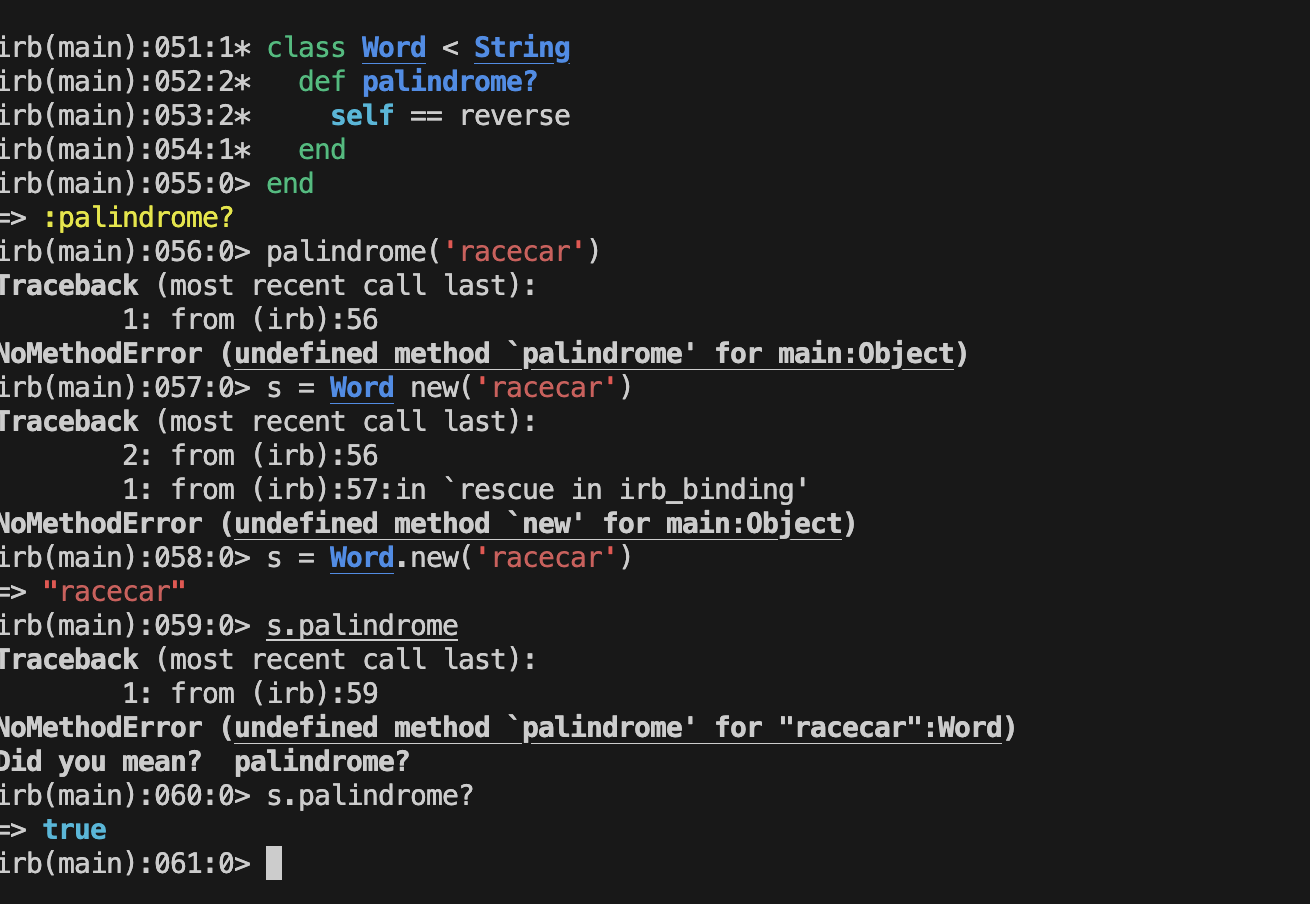 irb(main):051:1* class Word < String
irb(main):052:2*   def palindrome?
irb(main):053:2*     self == reverse
irb(main):054:1*   end
irb(main):055:0> end
=> :palindrome?
irb(main):056:0> palindrome('racecar')
Traceback (most recent call last):
        1: from (irb):56
NoMethodError (undefined method `palindrome' for main:Object)
irb(main):057:0> s = Word new('racecar')
Traceback (most recent call last):
        2: from (irb):56
        1: from (irb):57:in `rescue in irb_binding'
NoMethodError (undefined method `new' for main:Object)
irb(main):058:0> s = Word.new('racecar')
=> "racecar"
irb(main):059:0> s.palindrome
Traceback (most recent call last):
        1: from (irb):59
NoMethodError (undefined method `palindrome' for "racecar":Word)
Did you mean?  palindrome?
irb(main):060:0> s.palindrome?
=> true
irb(main):061:0>